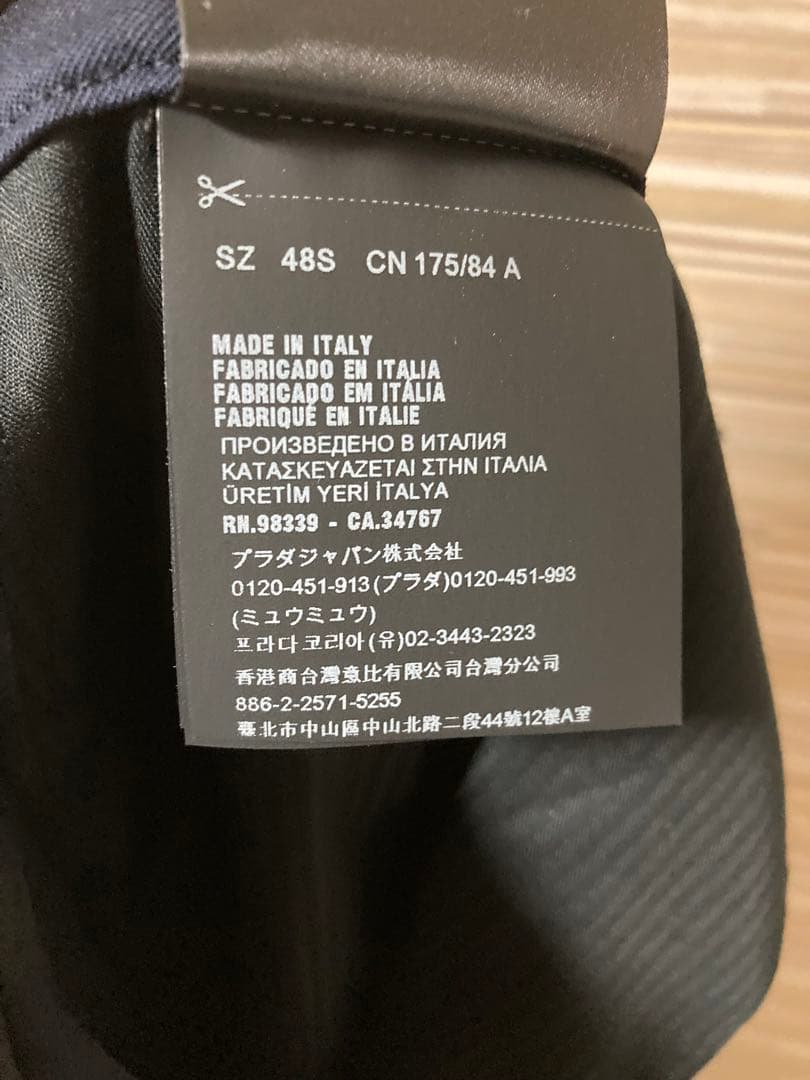 SZ 48S CN 175/84 A
MADE IN ITALY
FABRICADO EN ITALIA
FABRICADO EM ITÁLIA
FABRIQUÉ EN ITALIE
ПРОИЗВЕДЕНО В ИТАЛИЯ
ΚΑΤΑΣΚΕΥΑΖΕΤΑΙ ΣΤΗΝ ΙΤΑΛΙΑ
ÜRETİM YERİ İTALYA
RN.98339 - CA.34767
プラダジャパン株式会社
0120-451-913(プラダ)0120-451-993
(ミュウミュウ)
프라다코리아(유)02-3443-2323
香港商台灣意比有限公司台灣分公司
886-2-2571-5255
臺北市中山區中山北路二段44號12樓A室